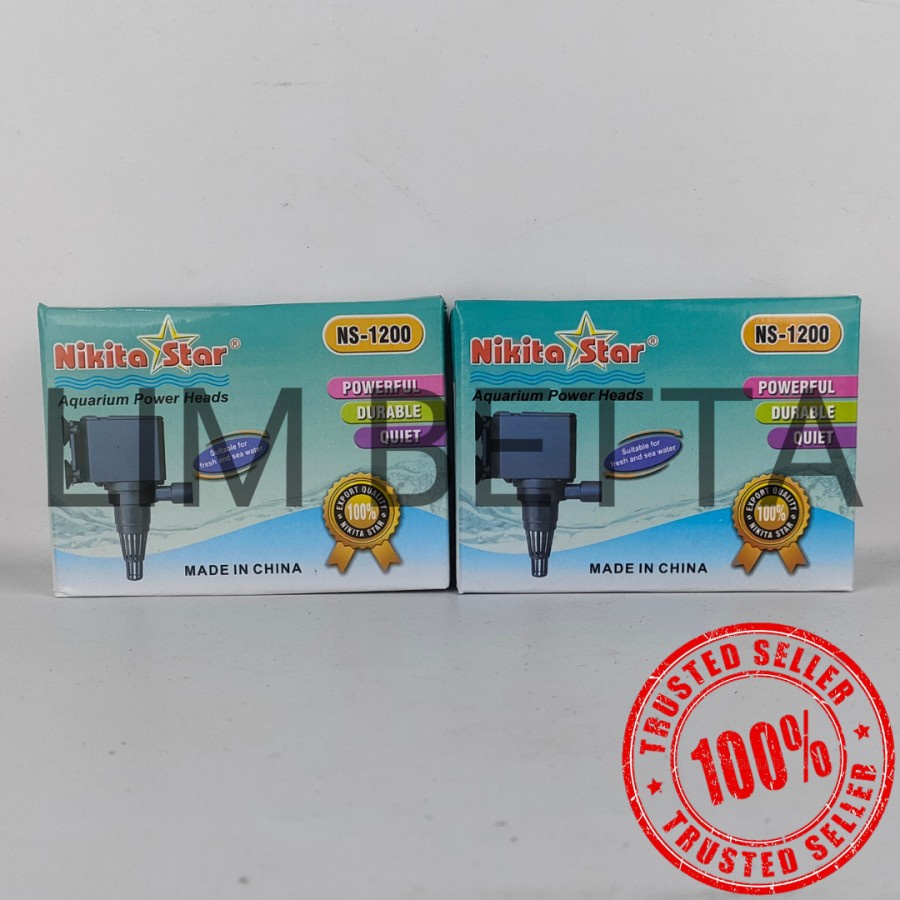 Nikita Star®
NS-1200
Aquarium Power Heads
POWERFUL
DURABLE
QUIET
Suitable for
fresh and sea water
EXPORT QUALITY
100%
NIKITA STAR
MADE IN CHINA
Nikita Star®
NS-1200
Aquarium Power Heads
POWERFUL
DURABLE
QUIET
Suitable for
fresh and sea water
EXPORT QUALITY
100%
NIKITA STAR
MADE IN CHINA
LIM BETTA
TRUSTED SELLER
100%
TRUSTED SELLER